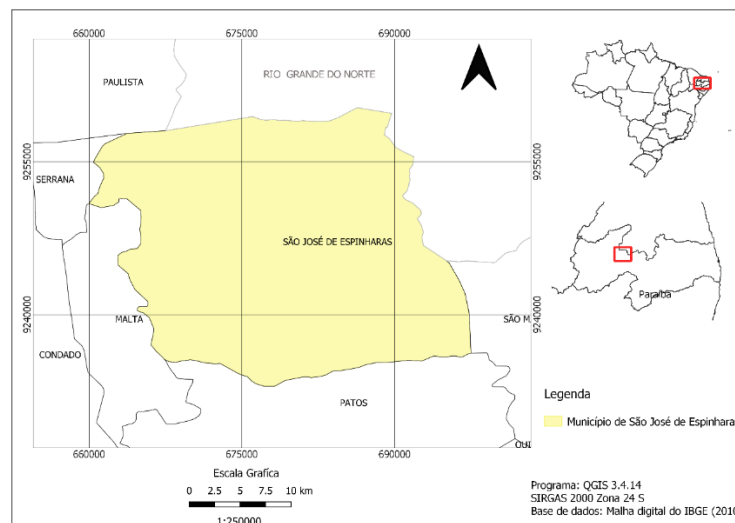 660000
675000
690000
PAULISTA
RIO GRANDE DO NORTE
9255000
9255000
SERRANA
SÃO JOSÉ DE ESPINHARAS
9240000
9240000
MALTA
SÃO M
CONDADO
PATOS
660000
675000
690000
Escala Grafíca
0 2.5 5 7.5 10 km
1:250000
Paraíba
Legenda
Município de São José de Espinhara
Programa: QGIS 3.4.14
SIRGAS 2000 Zona 24 S
Base de dados: Malha digital do IBGE (2010